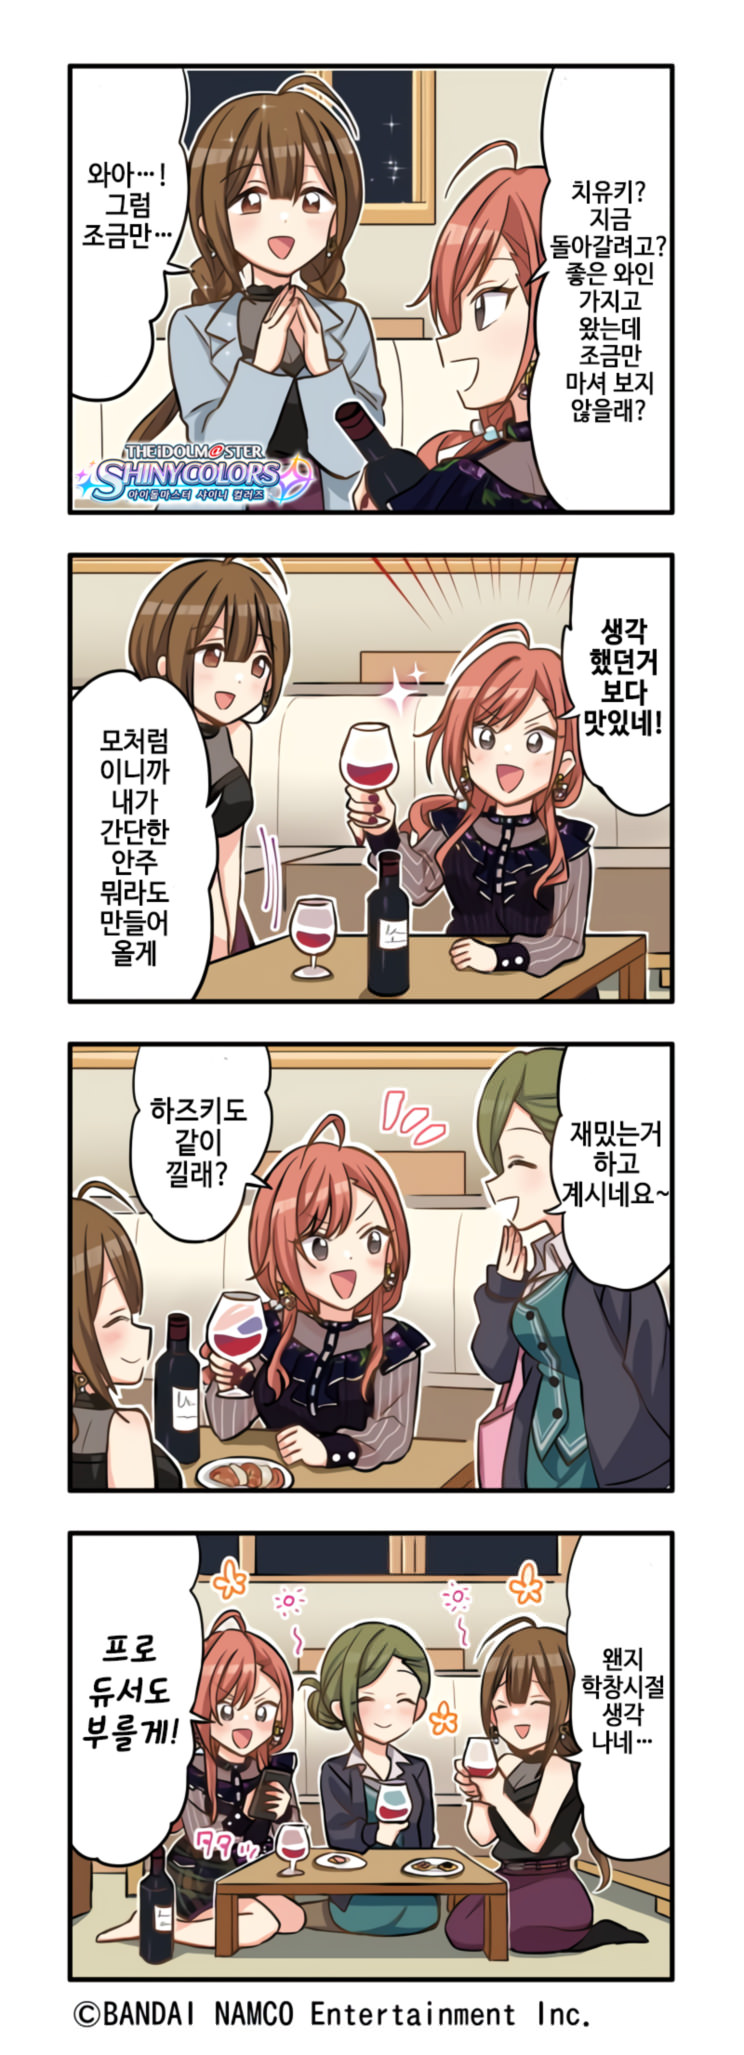 치유키?
지금
돌아갈려고?
좋은 와인
가지고
왔는데
조금만
마셔 보지
않을래?
와아…!
그럼
조금만…
THE iDOLM@STER
SHINYCOLORS
아이돌마스터 샤이니 컬러즈
생각
했던거
보다
맛있네!
모처럼
이니까
내가
간단한
안주
뭐라도
만들어
올게
재밌는거
하고
계시네요~
하즈키도
같이
낄래?
왠지
학창시절
생각
나네…
프로
듀서도
부를게!
タタッ
©BANDAI NAMCO Entertainment Inc.